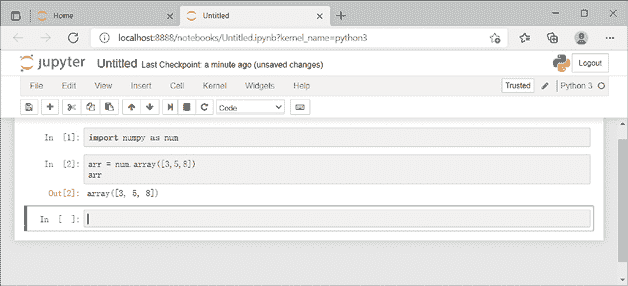 Home
Untitled
localhost:8888/notebooks/Untitled.ipynb?kernel_name=python3
jupyter Untitled Last Checkpoint: a minute ago (unsaved changes)
Logout
File Edit View Insert Cell Kernel Widgets Help
Trusted
Python 3
Code
In [1]: import numpy as num
In [2]: arr = num.array([3,5,8])
arr
Out[2]: array([3, 5, 8])
In [ ]: